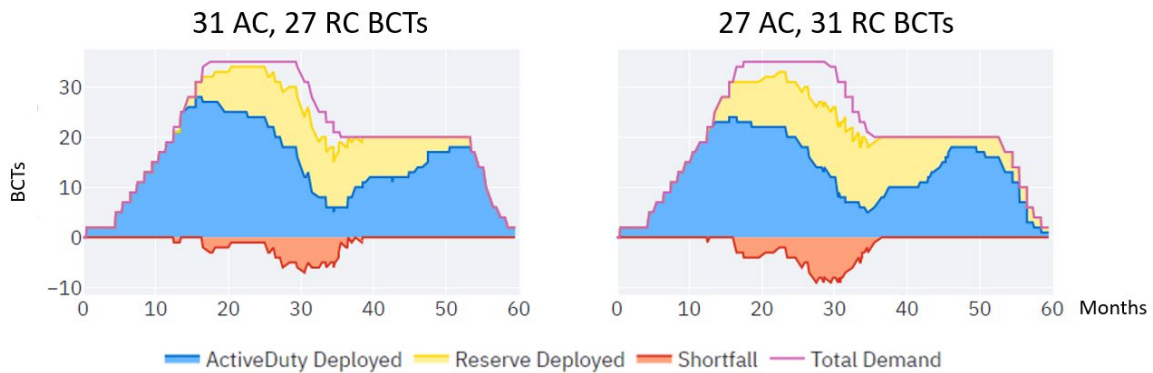 31 AC, 27 RC BCTs
27 AC, 31 RC BCTs
BCTs
30
20
10
0
−10
0 10 20 30 40 50 60
0 10 20 30 40 50 60
Months
ActiveDuty Deployed Reserve Deployed Shortfall Total Demand